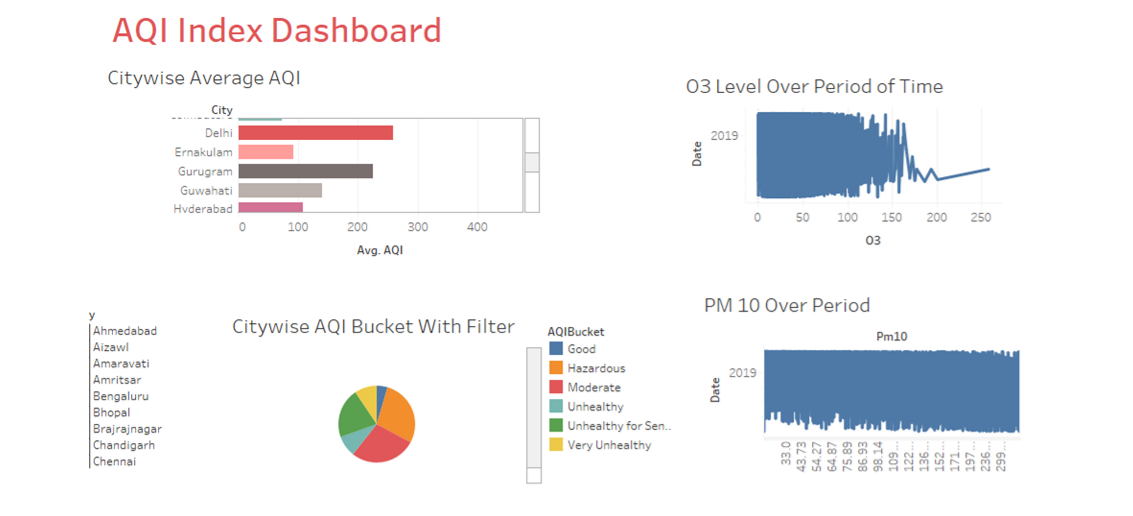 AQI Index Dashboard
Citywise Average AQI
City
Delhi
Ernakulam
Gurugram
Guwahati
Hyderabad
0 100 200 300 400
Avg. AQI
O3 Level Over Period of Time
2019
Date
0 50 100 150 200 250
O3
y
Ahmedabad
Aizawl
Amaravati
Amritsar
Bengaluru
Bhopal
Brajrajnagar
Chandigarh
Chennai
Citywise AQI Bucket With Filter
AQIBucket
Good
Hazardous
Moderate
Unhealthy
Unhealthy for Sen..
Very Unhealthy
PM 10 Over Period
Pm10
2019
Date
33.0
43.73
54.27
64.87
75.89
86.93
98.14
109...
122...
136...
152...
171...
197...
236...
299...